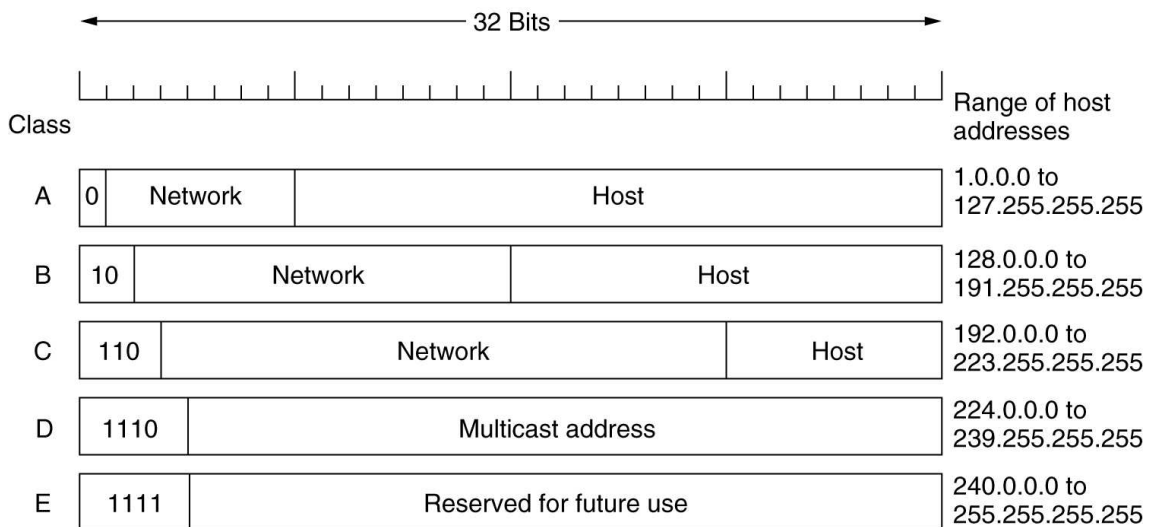 32 Bits
Class
Range of host
addresses
A
0
Network
Host
1.0.0.0 to
127.255.255.255
B
10
Network
Host
128.0.0.0 to
191.255.255.255
C
110
Network
Host
192.0.0.0 to
223.255.255.255
D
1110
Multicast address
224.0.0.0 to
239.255.255.255
E
1111
Reserved for future use
240.0.0.0 to
255.255.255.255